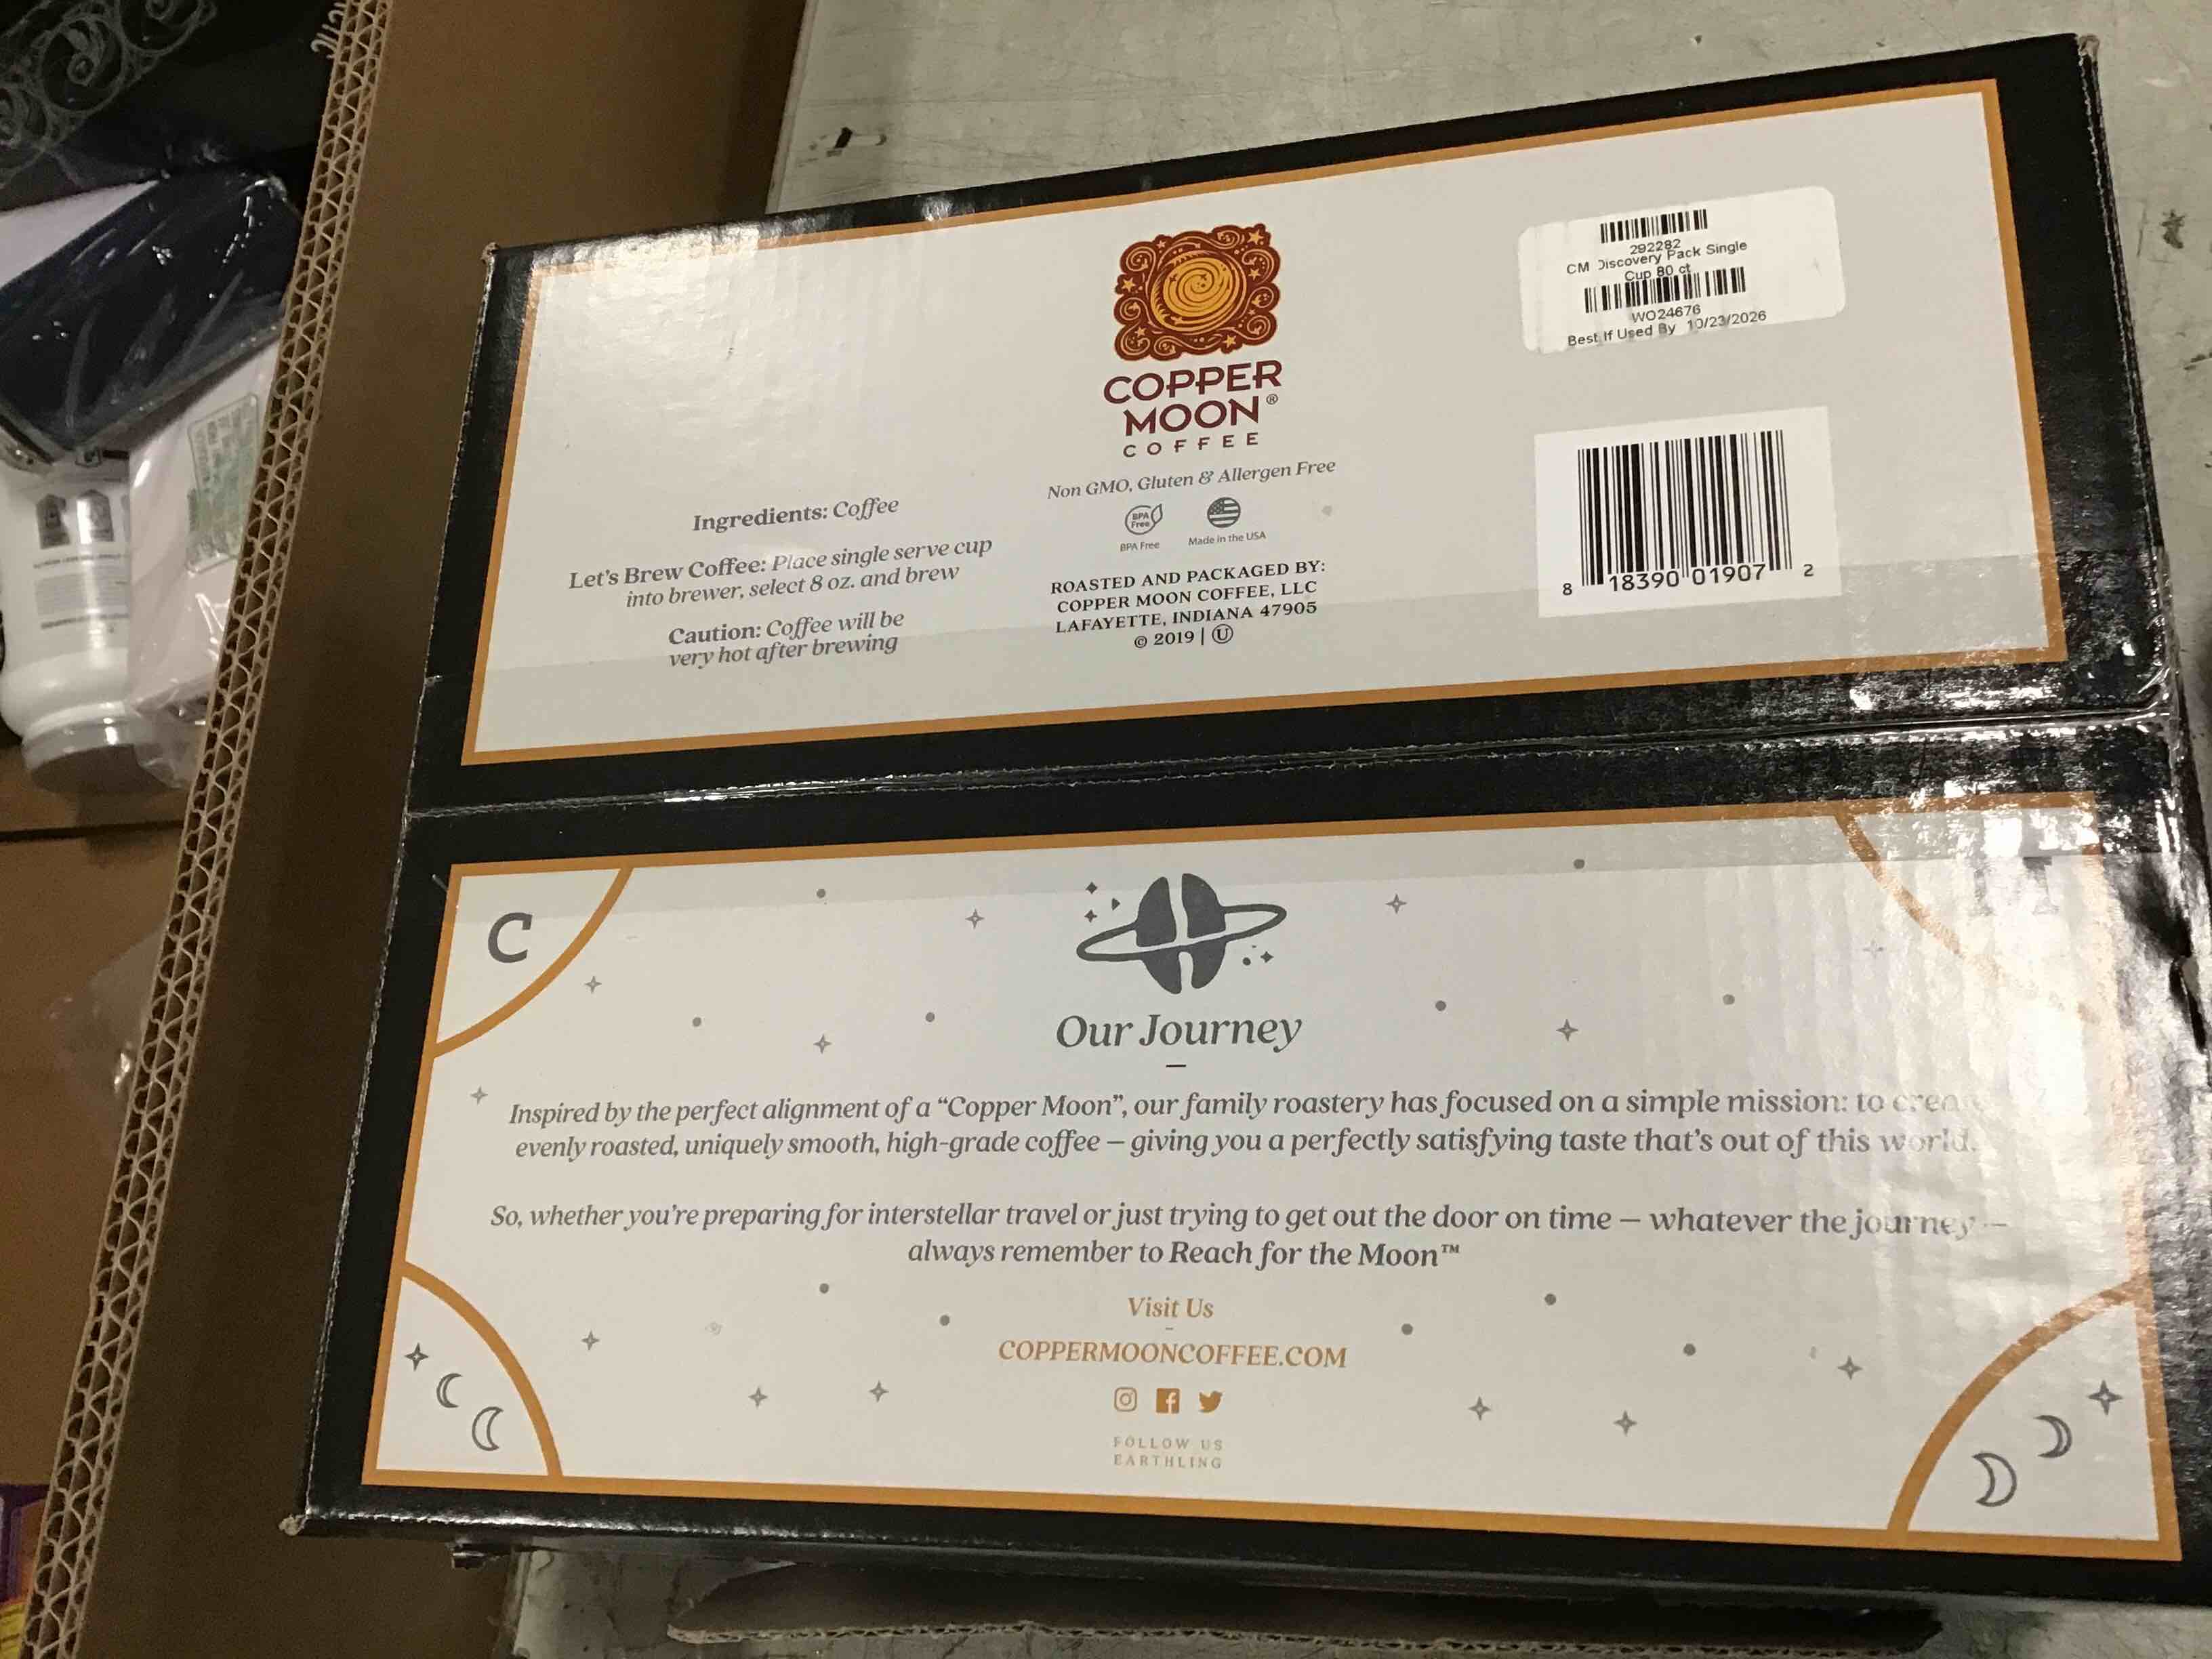 COPPER
MOON®
COFFEE
Non GMO, Gluten & Allergen Free
BPA Free
BPA Free
Made in the USA
ROASTED AND PACKAGED BY:
COPPER MOON COFFEE, LLC
LAFAYETTE, INDIANA 47905
© 2019 | Ⓤ
Ingredients: Coffee
Let's Brew Coffee: Place single serve cup
into brewer, select 8 oz. and brew
Caution: Coffee will be
very hot after brewing
292282
CM Discovery Pack Single
Cup 80 ct
WO24676
Best If Used By 10/23/2026
8 18390 01907 2
C
M
Our Journey
Inspired by the perfect alignment of a “Copper Moon”, our family roastery has focused on a simple mission: to create
evenly roasted, uniquely smooth, high-grade coffee – giving you a perfectly satisfying taste that's out of this world.
So, whether you're preparing for interstellar travel or just trying to get out the door on time – whatever the journey –
always remember to Reach for the Moon™
Visit Us
COPPERMOONCOFFEE.COM
FOLLOW US
EARTHLING